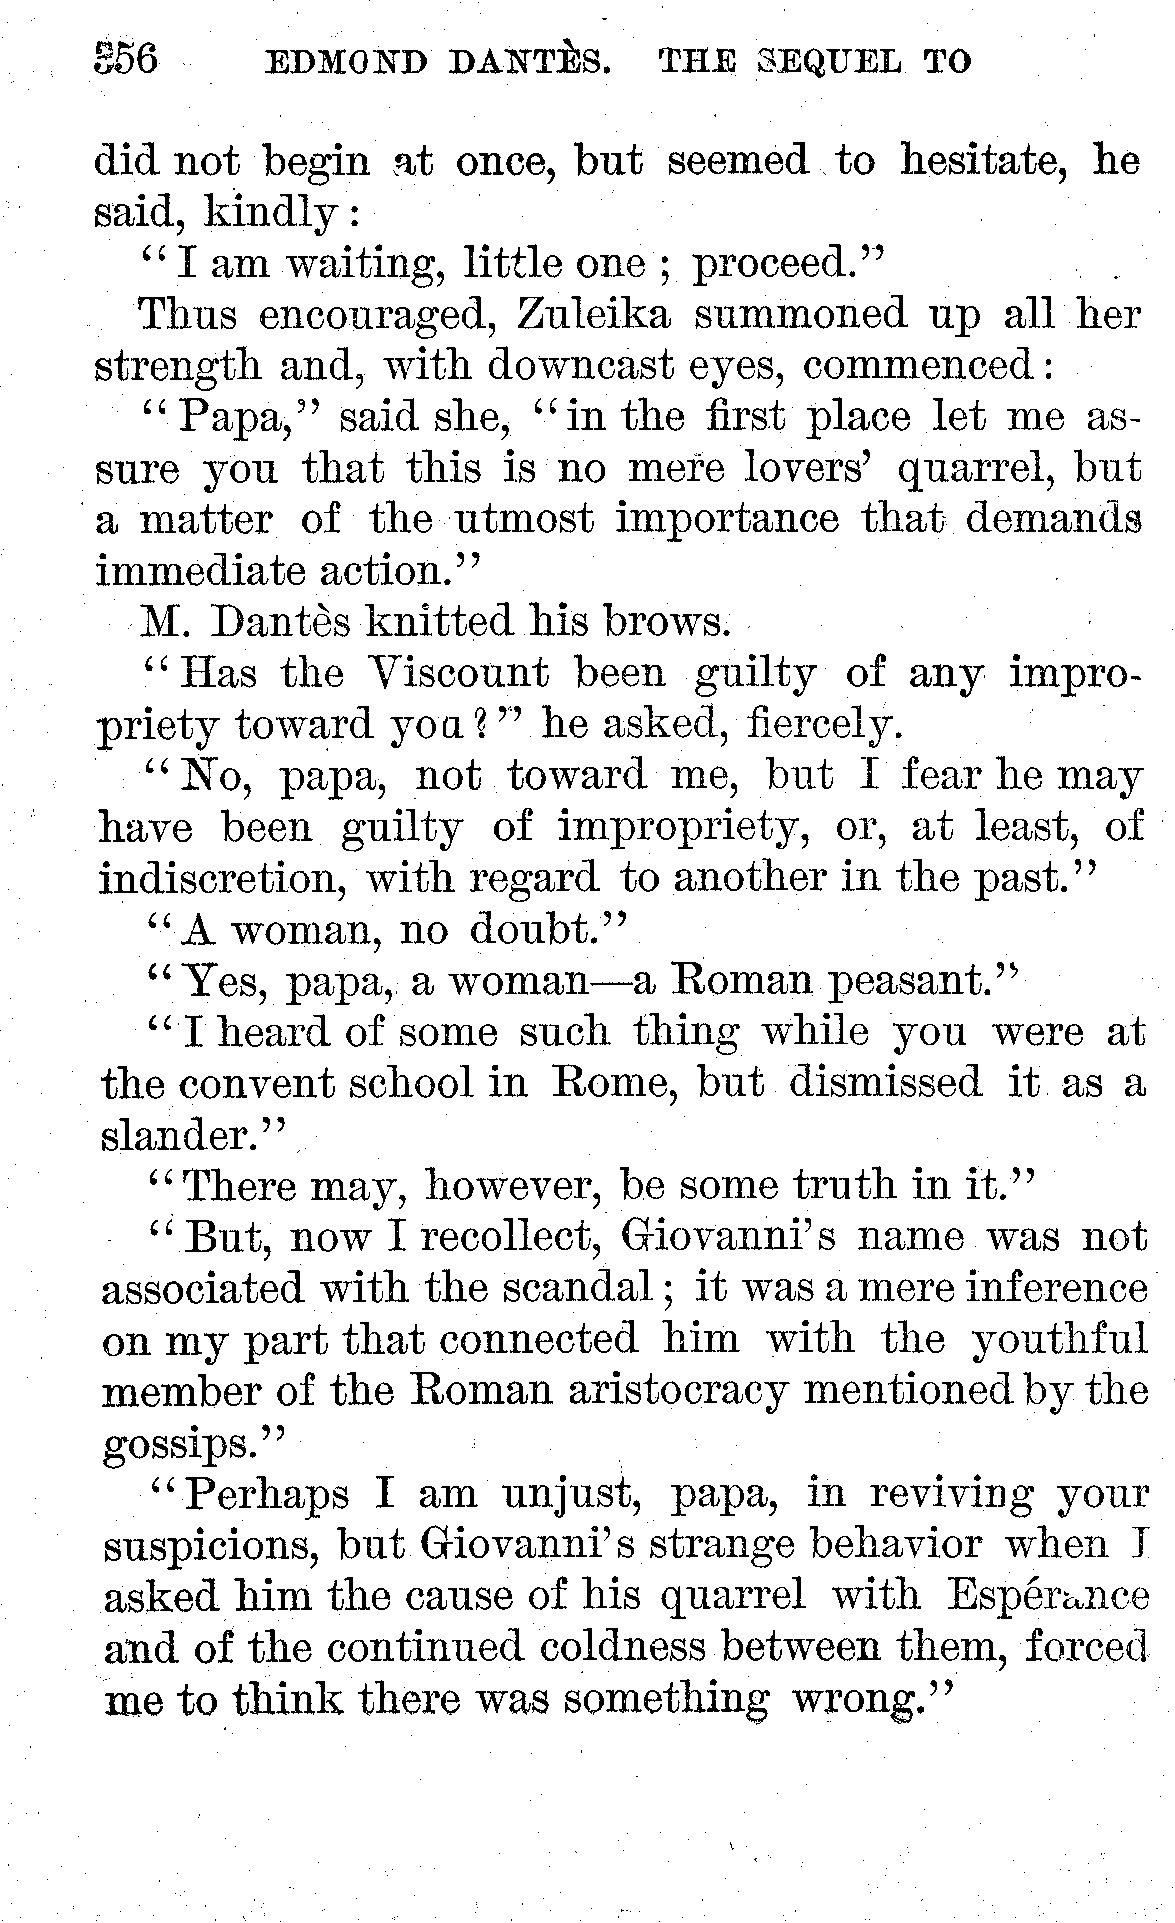 356 EDMOND DANTÈS. THE SEQUEL TO
did not begin at once, but seemed to hesitate, he
said, kindly :
“ I am waiting, little one ; proceed.”
Thus encouraged, Zuleika summoned up all her
strength and, with downcast eyes, commenced :
“ Papa,” said she, “ in the first place let me as-
sure you that this is no mere lovers’ quarrel, but
a matter of the utmost importance that demands
immediate action.”
M. Dantès knitted his brows.
“ Has the Viscount been guilty of any impro-
priety toward you ? ” he asked, fiercely.
“ No, papa, not toward me, but I fear he may
have been guilty of impropriety, or, at least, of
indiscretion, with regard to another in the past.”
“ A woman, no doubt.”
“ Yes, papa, a woman—a Roman peasant.”
“ I heard of some such thing while you were at
the convent school in Rome, but dismissed it as a
slander.”
“ There may, however, be some truth in it.”
“ But, now I recollect, Giovanni’s name was not
associated with the scandal ; it was a mere inference
on my part that connected him with the youthful
member of the Roman aristocracy mentioned by the
gossips.”
“ Perhaps I am unjust, papa, in reviving your
suspicions, but Giovanni’s strange behavior when I
asked him the cause of his quarrel with Espérance
and of the continued coldness between them, forced
me to think there was something wrong.”